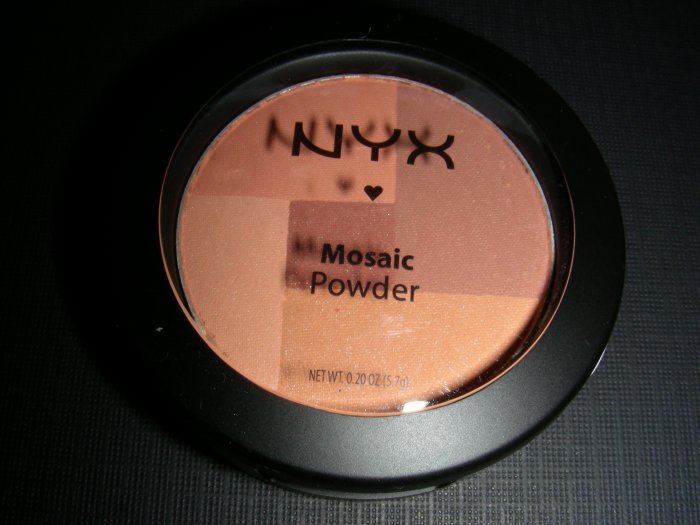 NYX
Mosaic
Powder
NET WT. 0.20 OZ (5.7g)